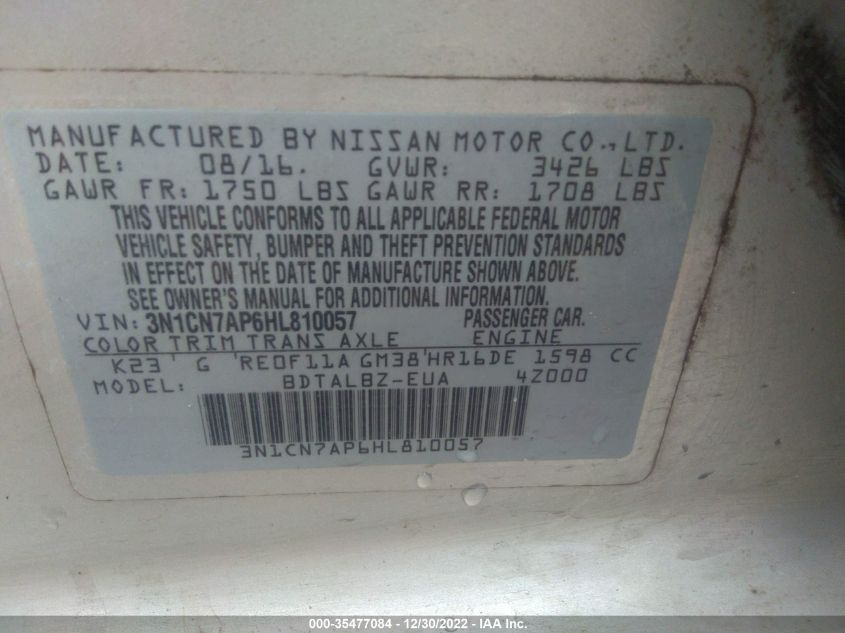 MANUFACTURED BY NISSAN MOTOR CO.,LTD.
DATE: 08/16. GVWR: 3426 LBS
GAWR FR: 1750 LBS GAWR RR: 1708 LBS
THIS VEHICLE CONFORMS TO ALL APPLICABLE FEDERAL MOTOR
VEHICLE SAFETY, BUMPER AND THEFT PREVENTION STANDARDS
IN EFFECT ON THE DATE OF MANUFACTURE SHOWN ABOVE.
SEE OWNER'S MANUAL FOR ADDITIONAL INFORMATION.
VIN: 3N1CN7AP6HL810057 PASSENGER CAR.
COLOR TRIM TRANS AXLE ENGINE
K23 ' G 'RE0F11A GM38'HR16DE 1598 CC
MODEL: BDTALBZ-EUA 4Z000
3N1CN7AP6HL810057
000-35477084 - 12/30/2022 - IAA Inc.